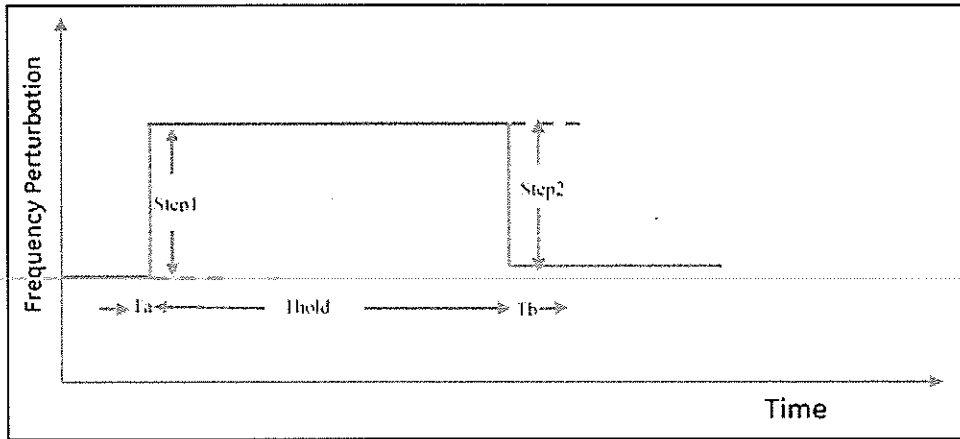 Frequency Perturbation
Step1
Step2
Ta
Thold
Tb
Time